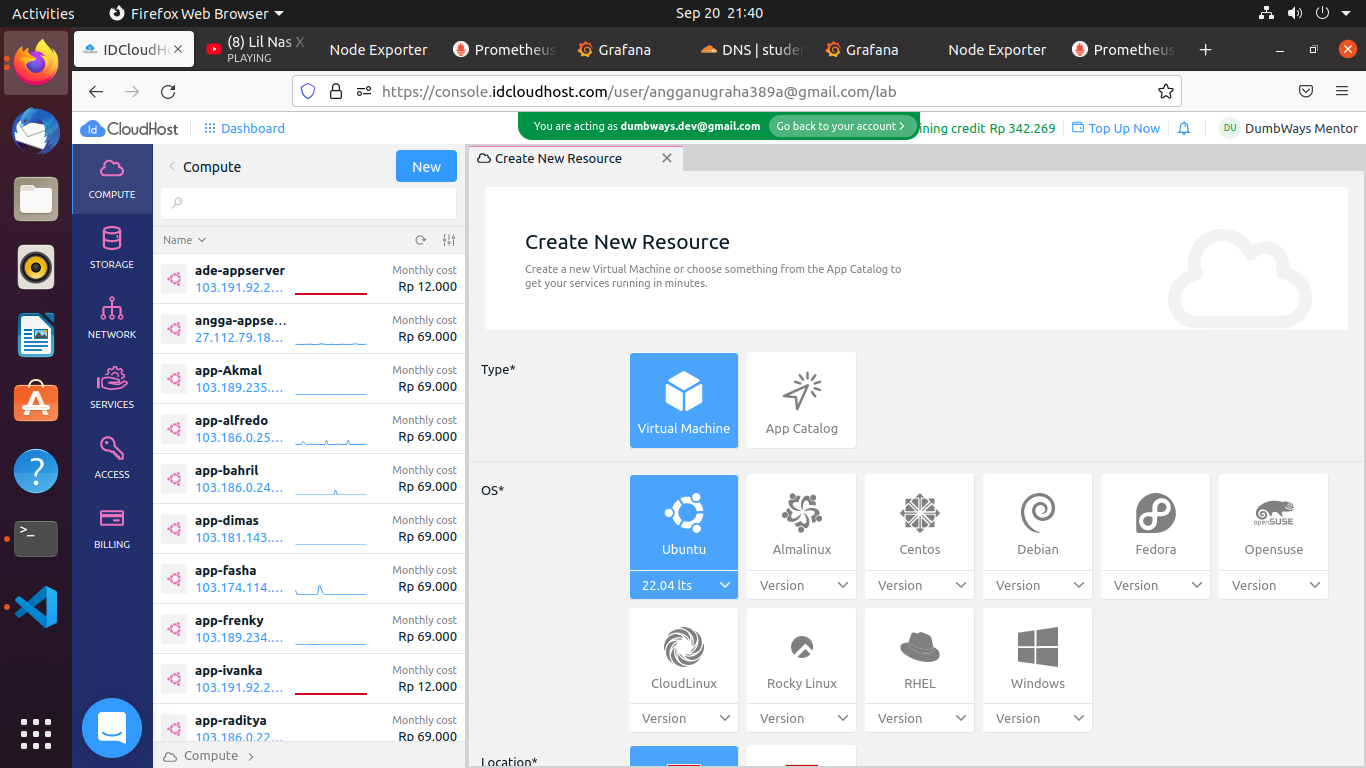 Activities
Firefox Web Browser
Sep 20 21:40
IDCloudH
(8) Lil Nas X
PLAYING
Node Exporter
Prometheus
Grafana
DNS | stude
Grafana
Node Exporter
Prometheus
https://console.idcloudhost.com/user/angganugraha389a@gmail.com/lab
Id CloudHost
Dashboard
You are acting as dumbways.dev@gmail.com
Go back to your account >
ining credit Rp 342.269
Top Up Now
DU
DumbWays Mentor
COMPUTE
STORAGE
NETWORK
SERVICES
ACCESS
BILLING
Compute
New
Name
ade-appserver
103.191.92.2...
Monthly cost
Rp 12.000
angga-appse...
27.112.79.18...
Monthly cost
Rp 69.000
app-Akmal
103.189.235....
Monthly cost
Rp 69.000
app-alfredo
103.186.0.25...
Monthly cost
Rp 69.000
app-bahril
103.186.0.24...
Monthly cost
Rp 69.000
app-dimas
103.181.143....
Monthly cost
Rp 69.000
app-fasha
103.174.114....
Monthly cost
Rp 69.000
app-frenky
103.189.234....
Monthly cost
Rp 69.000
app-ivanka
103.191.92.2...
Monthly cost
Rp 12.000
app-raditya
103.186.0.22...
Monthly cost
Rp 69.000
Compute
Create New Resource
Create New Resource
Create a new Virtual Machine or choose something from the App Catalog to
get your services running in minutes.
Type*
Virtual Machine
App Catalog
OS*
Ubuntu
22.04 lts
Almalinux
Version
Centos
Version
Debian
Version
Fedora
Version
openSUSE
Opensuse
Version
CloudLinux
Version
Rocky Linux
Version
RHEL
Version
Windows
Version
Location*